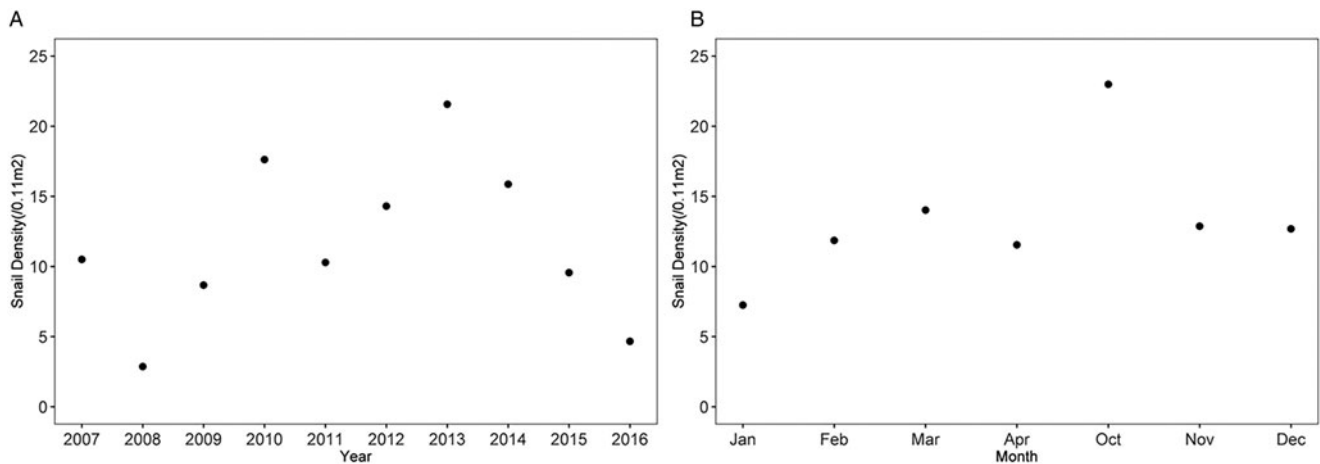 A
25
20
15
10
5
0
Snail Density(/0.11m2)
2007 2008 2009 2010 2011 2012 2013 2014 2015 2016
Year
B
25
20
15
10
5
0
Snail Density(/0.11m2)
Jan Feb Mar Apr Oct Nov Dec
Month